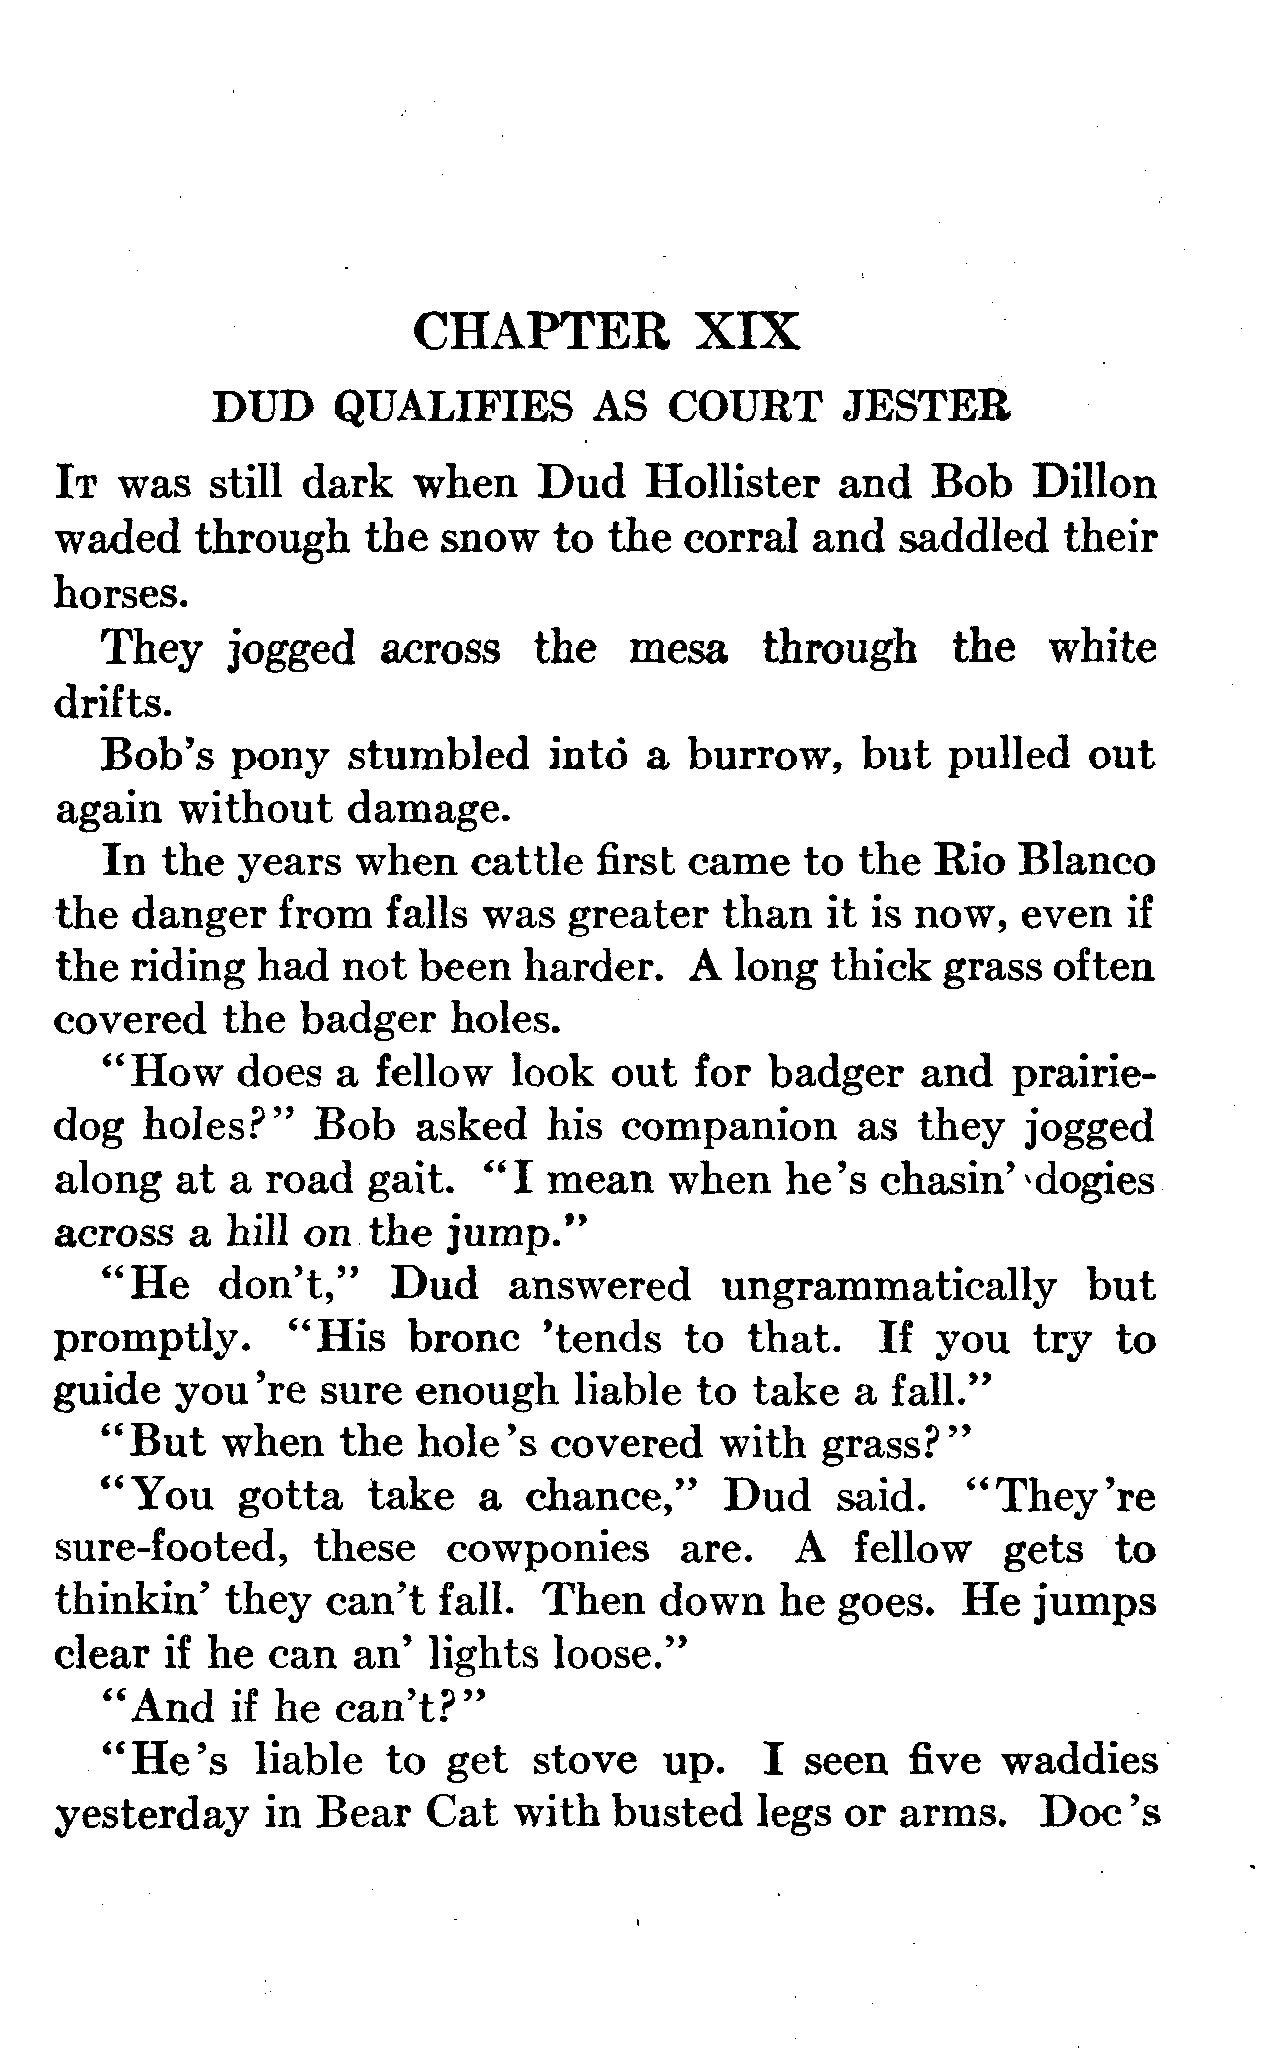 CHAPTER XIX
DUD QUALIFIES AS COURT JESTER
It was still dark when Dud Hollister and Bob Dillon
waded through the snow to the corral and saddled their
horses.
They jogged across the mesa through the white
drifts.
Bob's pony stumbled into a burrow, but pulled out
again without damage.
In the years when cattle first came to the Rio Blanco
the danger from falls was greater than it is now, even if
the riding had not been harder. A long thick grass often
covered the badger holes.
"How does a fellow look out for badger and prairie-
dog holes?" Bob asked his companion as they jogged
along at a road gait. "I mean when he's chasin' dogies
across a hill on the jump."
"He don't," Dud answered ungrammatically but
promptly. "His bronc 'tends to that. If you try to
guide you're sure enough liable to take a fall."
"But when the hole's covered with grass?"
"You gotta take a chance," Dud said. "They're
sure-footed, these cowponies are. A fellow gets to
thinkin' they can't fall. Then down he goes. He jumps
clear if he can an' lights loose."
"And if he can't?"
"He's liable to get stove up. I seen five waddies
yesterday in Bear Cat with busted legs or arms. Doc's